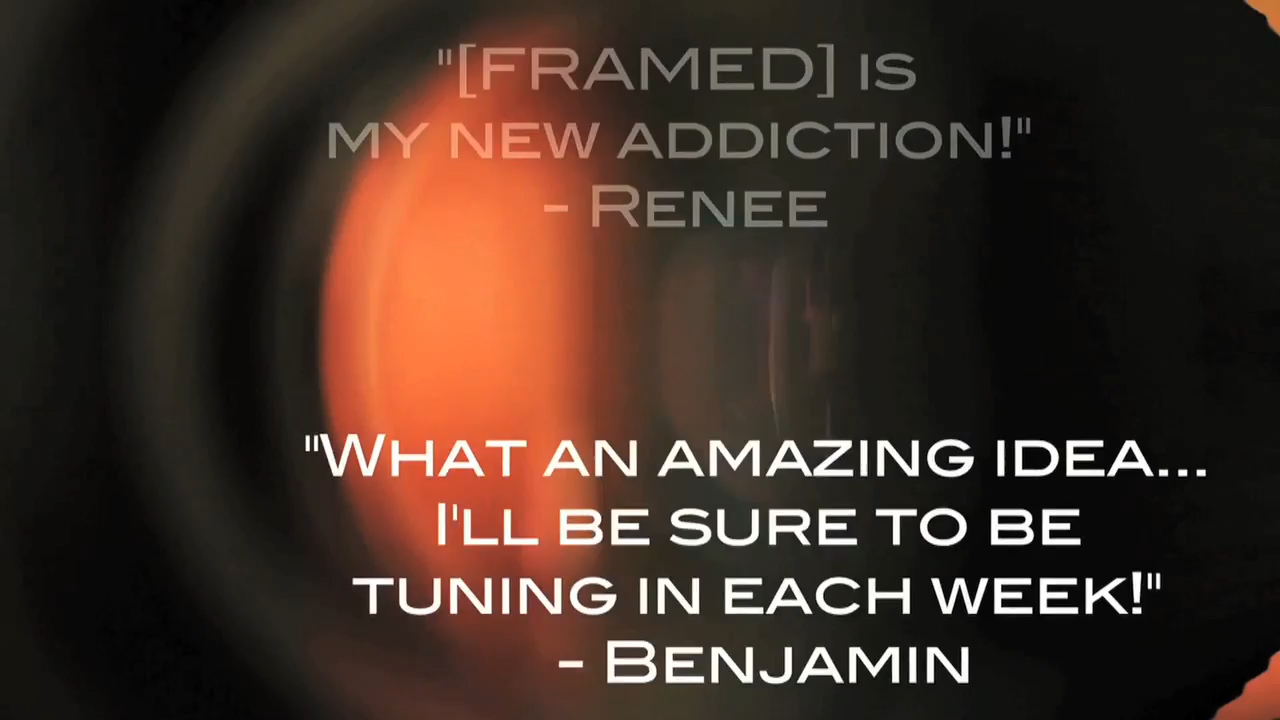 "[FRAMED] IS
MY NEW ADDICTION!"
- RENEE
"WHAT AN AMAZING IDEA...
I'LL BE SURE TO BE
TUNING IN EACH WEEK!"
- BENJAMIN